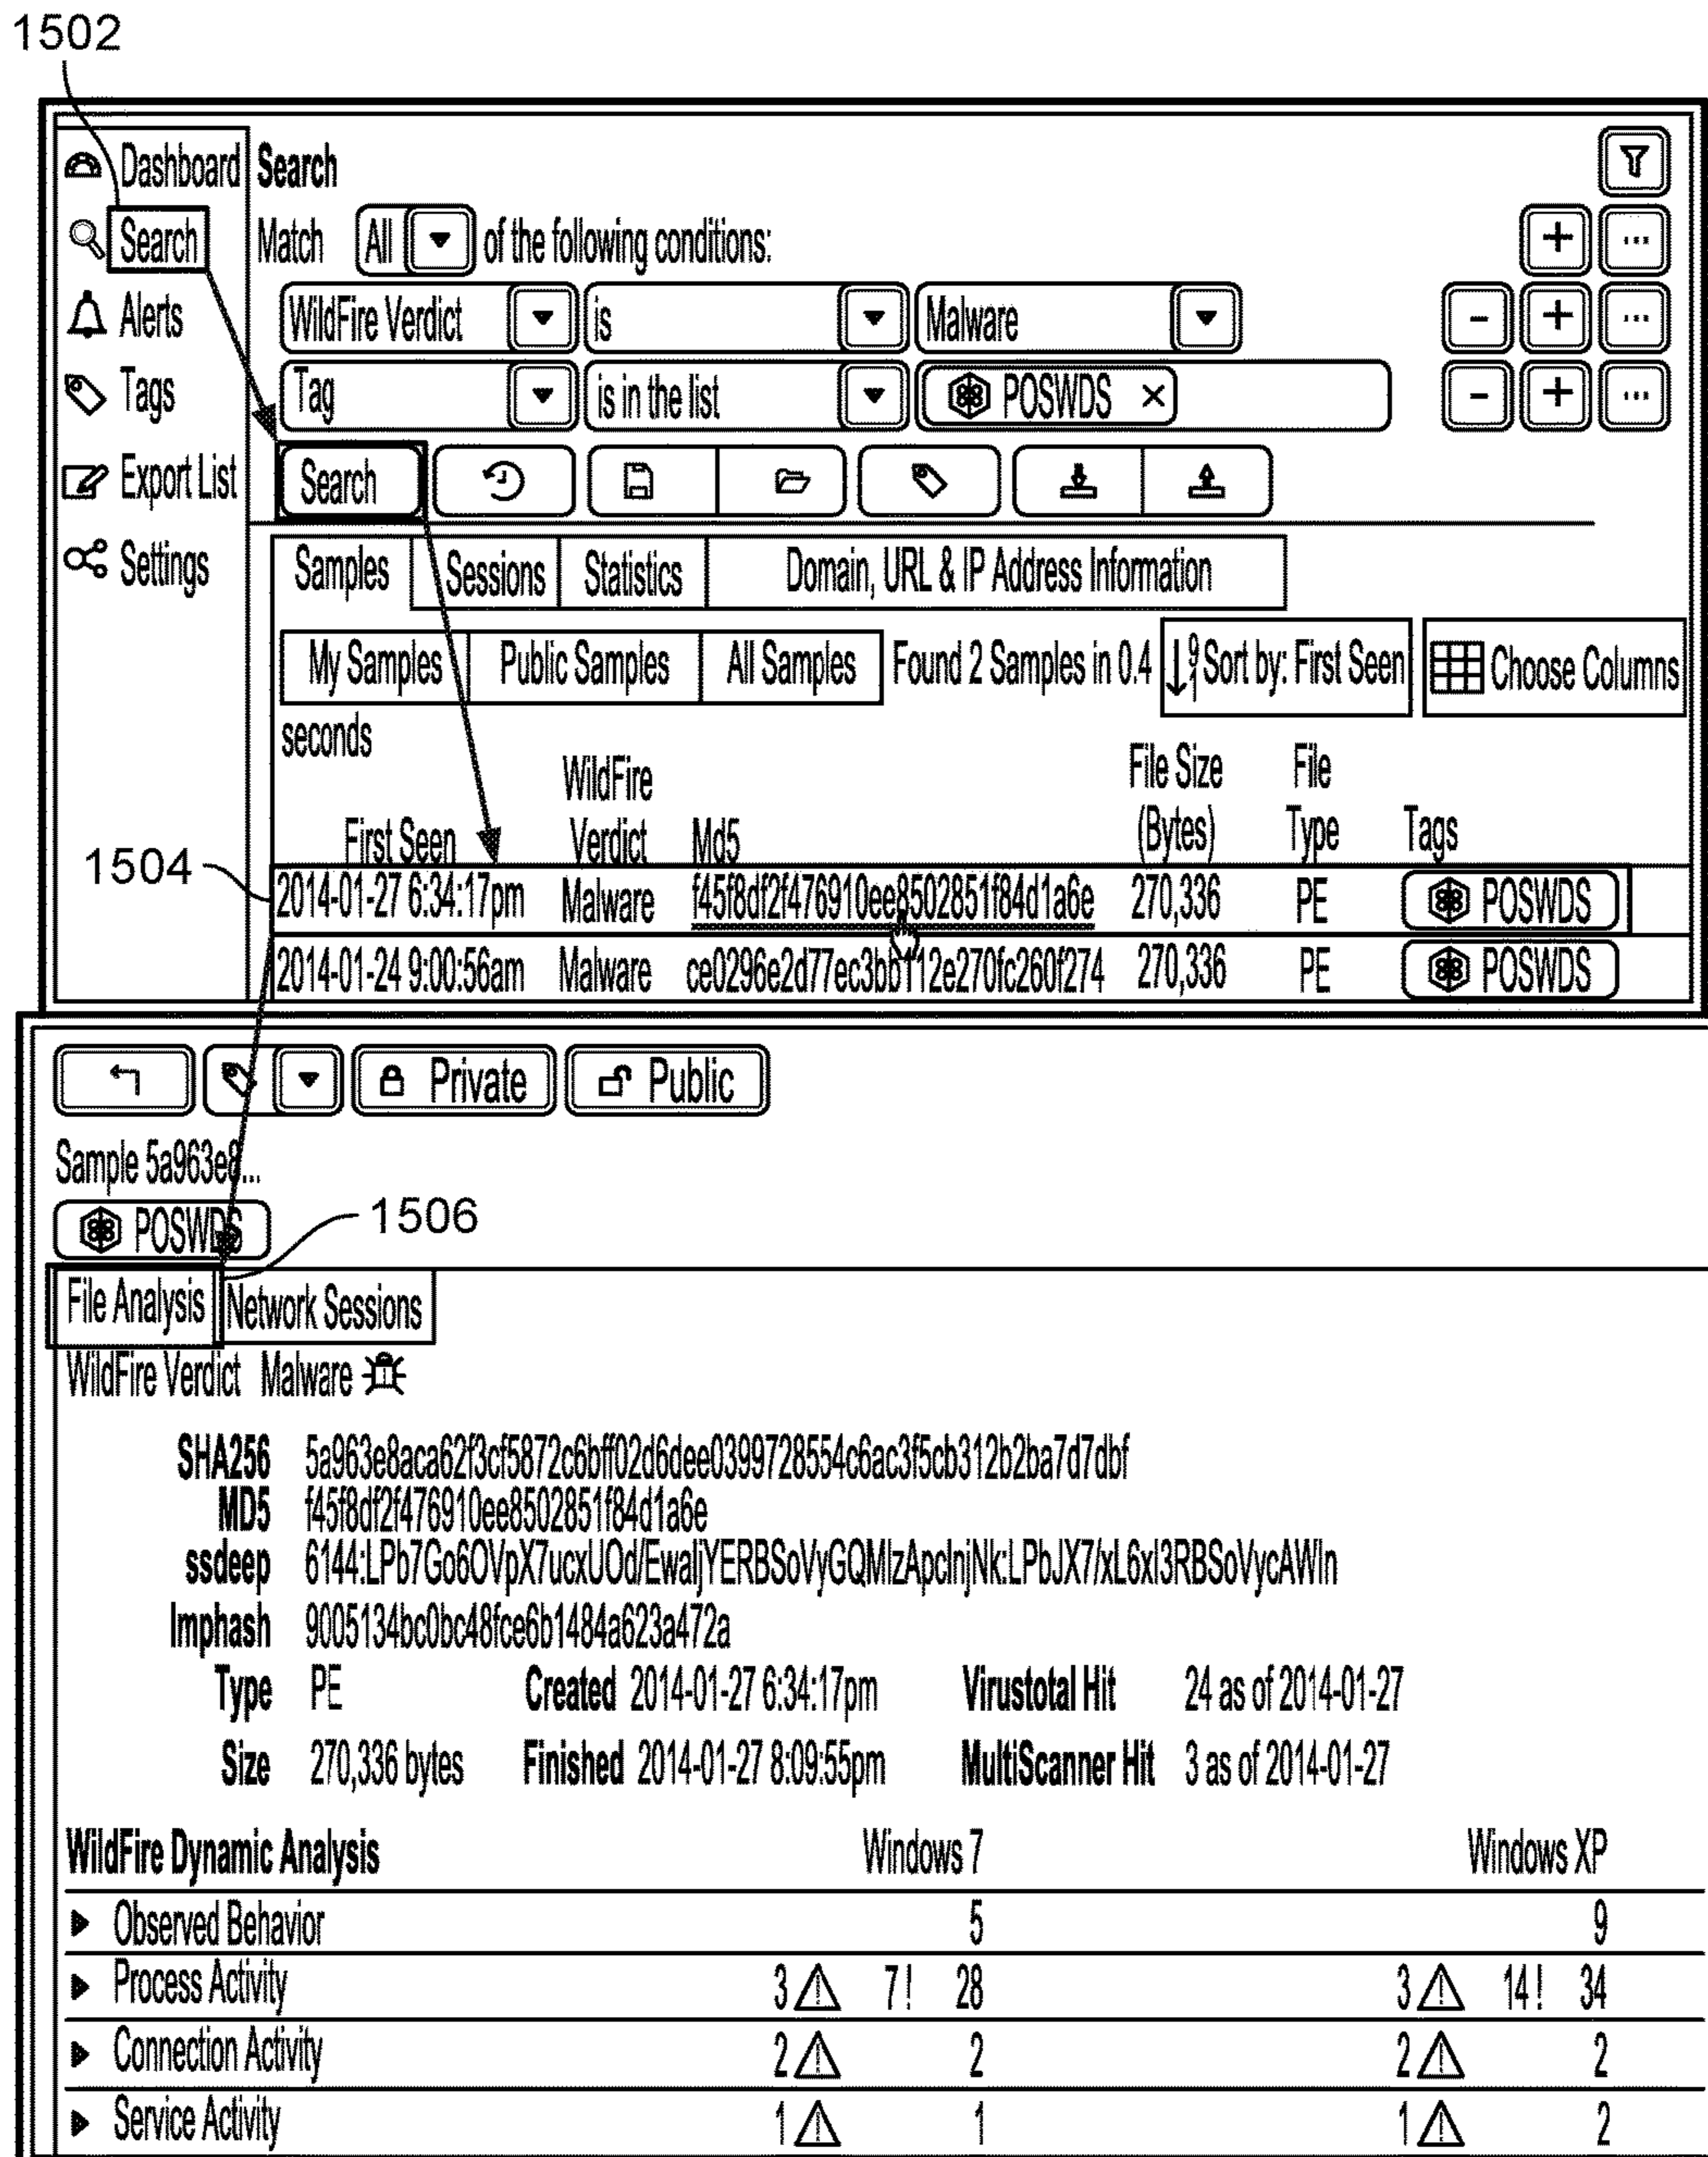 1502
Dashboard Search
Search Match All of the following conditions: + ...
Alerts WildFire Verdict is Malware - + ...
Tags Tag is in the list POSWDS × - + ...
Export List Search
Settings Samples Sessions Statistics Domain, URL & IP Address Information
My Samples Public Samples All Samples Found 2 Samples in 0.4 Sort by: First Seen Choose Columns
seconds
WildFire File Size File
First Seen Verdict Md5 (Bytes) Type Tags
1504 2014-01-27 6:34:17pm Malware f45f8df2f476910ee8502851f84d1a6e 270,336 PE POSWDS
2014-01-24 9:00:56am Malware ce0296e2d77ec3bb112e270fc260f274 270,336 PE POSWDS
Private Public
Sample 5a963e8...
POSWDS 1506
File Analysis Network Sessions
WildFire Verdict Malware
SHA256 5a963e8aca62f3cf5872c6bff02d6dee0399728554c6ac3f5cb312b2ba7d7dbf
MD5 f45f8df2f476910ee8502851f84d1a6e
ssdeep 6144:LPb7Go6OVpX7ucxUOd/EwaljYERBSoVyGQMlzApclnjNk:LPbJX7/xL6xl3RBSoVycAWln
Imphash 9005134bc0bc48fce6b1484a623a472a
Type PE Created 2014-01-27 6:34:17pm Virustotal Hit 24 as of 2014-01-27
Size 270,336 bytes Finished 2014-01-27 8:09:55pm MultiScanner Hit 3 as of 2014-01-27
WildFire Dynamic Analysis Windows 7 Windows XP
Observed Behavior 5 9
Process Activity 3 7! 28 3 14! 34
Connection Activity 2 2 2 2
Service Activity 1 1 1 2